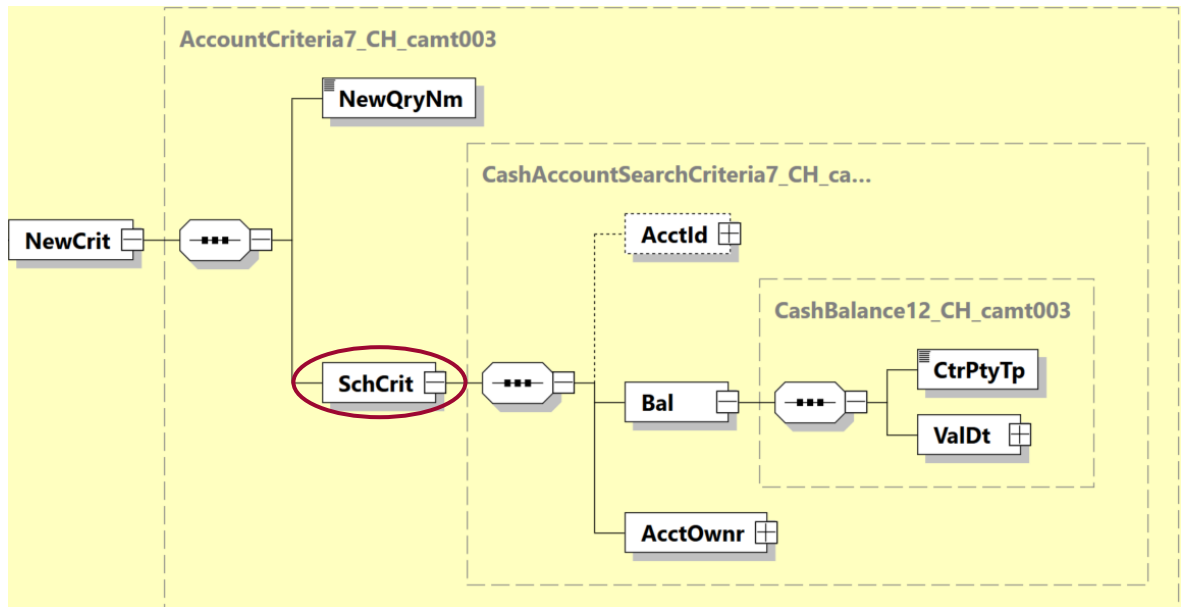 AccountCriteria7_CH_camt003
NewQryNm
CashAccountSearchCriteria7_CH_ca...
AcctId
NewCrit
CashBalance12_CH_camt003
CtrPtyTp
SchCrit
Bal
ValDt
AcctOwnr